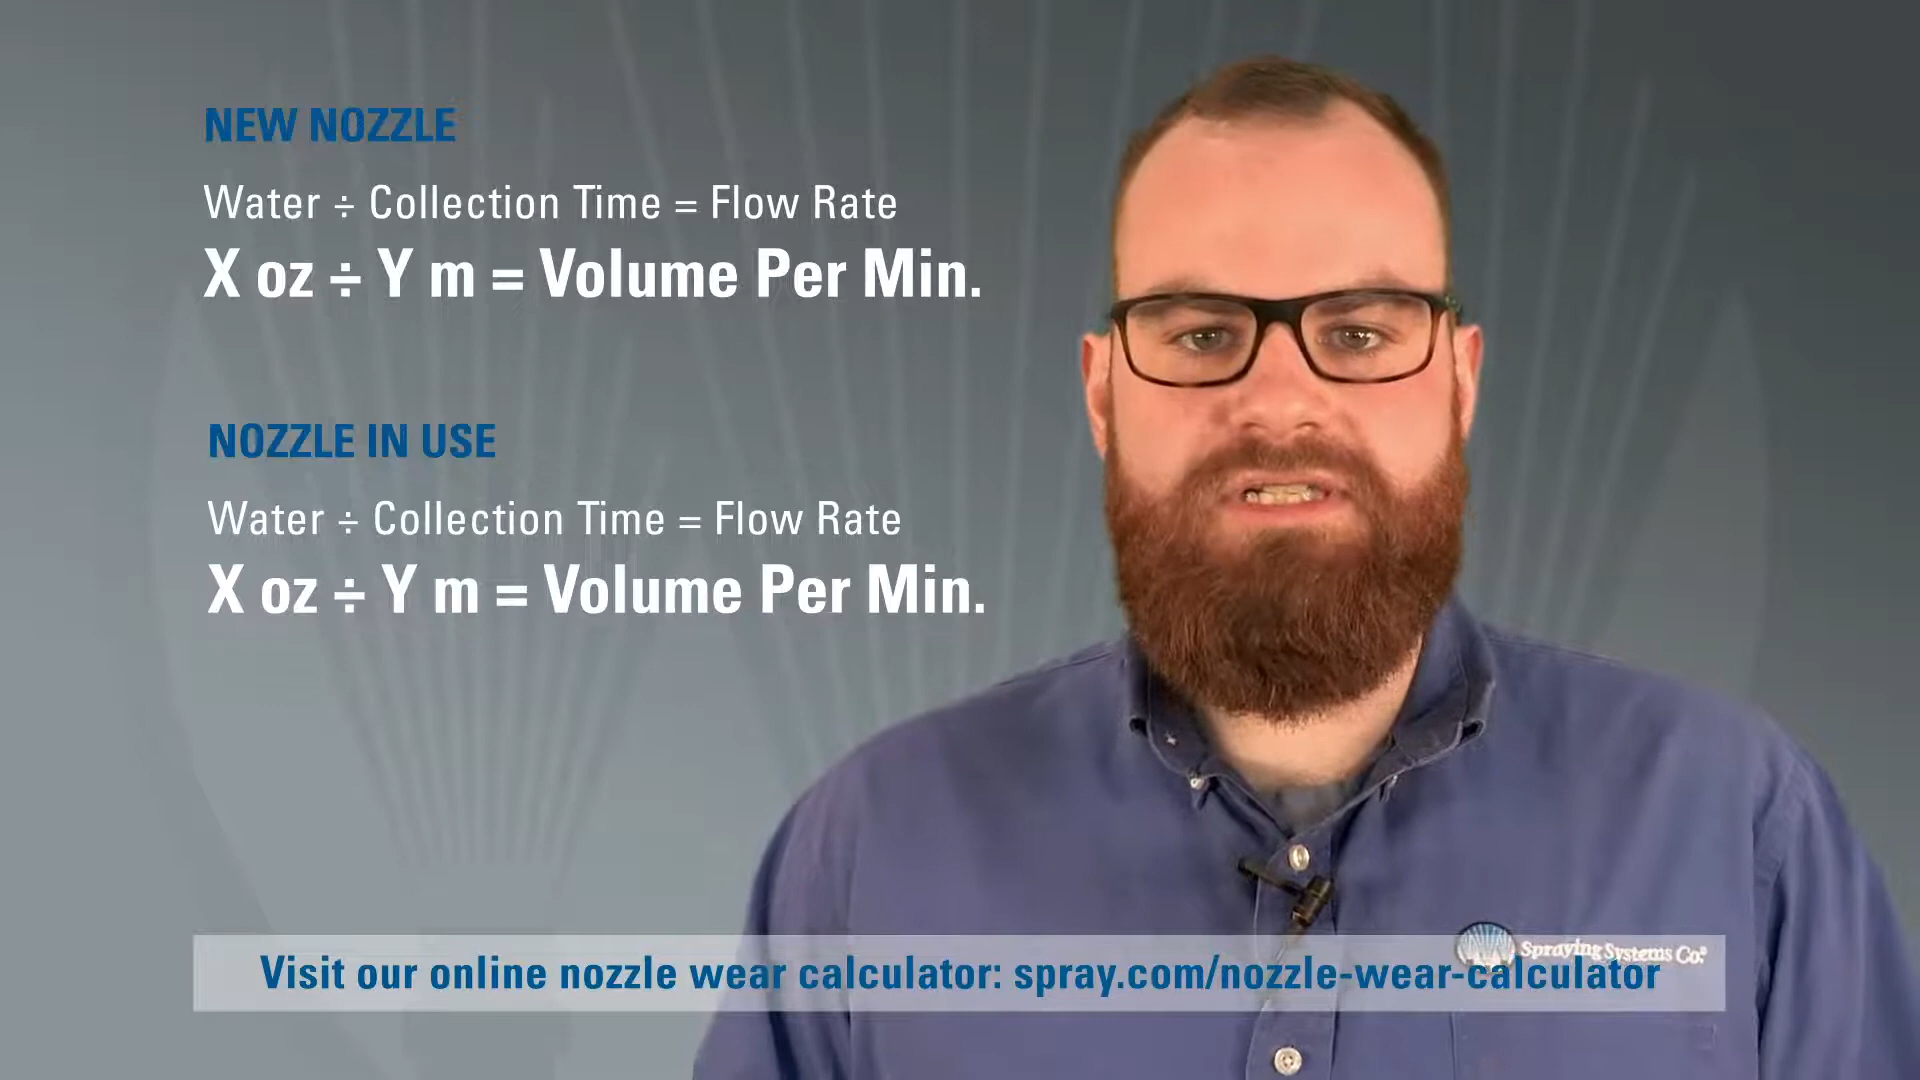 NEW NOZZLE
Water ÷ Collection Time = Flow Rate
X oz ÷ Y m = Volume Per Min.
NOZZLE IN USE
Water ÷ Collection Time = Flow Rate
X oz ÷ Y m = Volume Per Min.
Spraying Systems Co.®
Visit our online nozzle wear calculator: spray.com/nozzle-wear-calculator